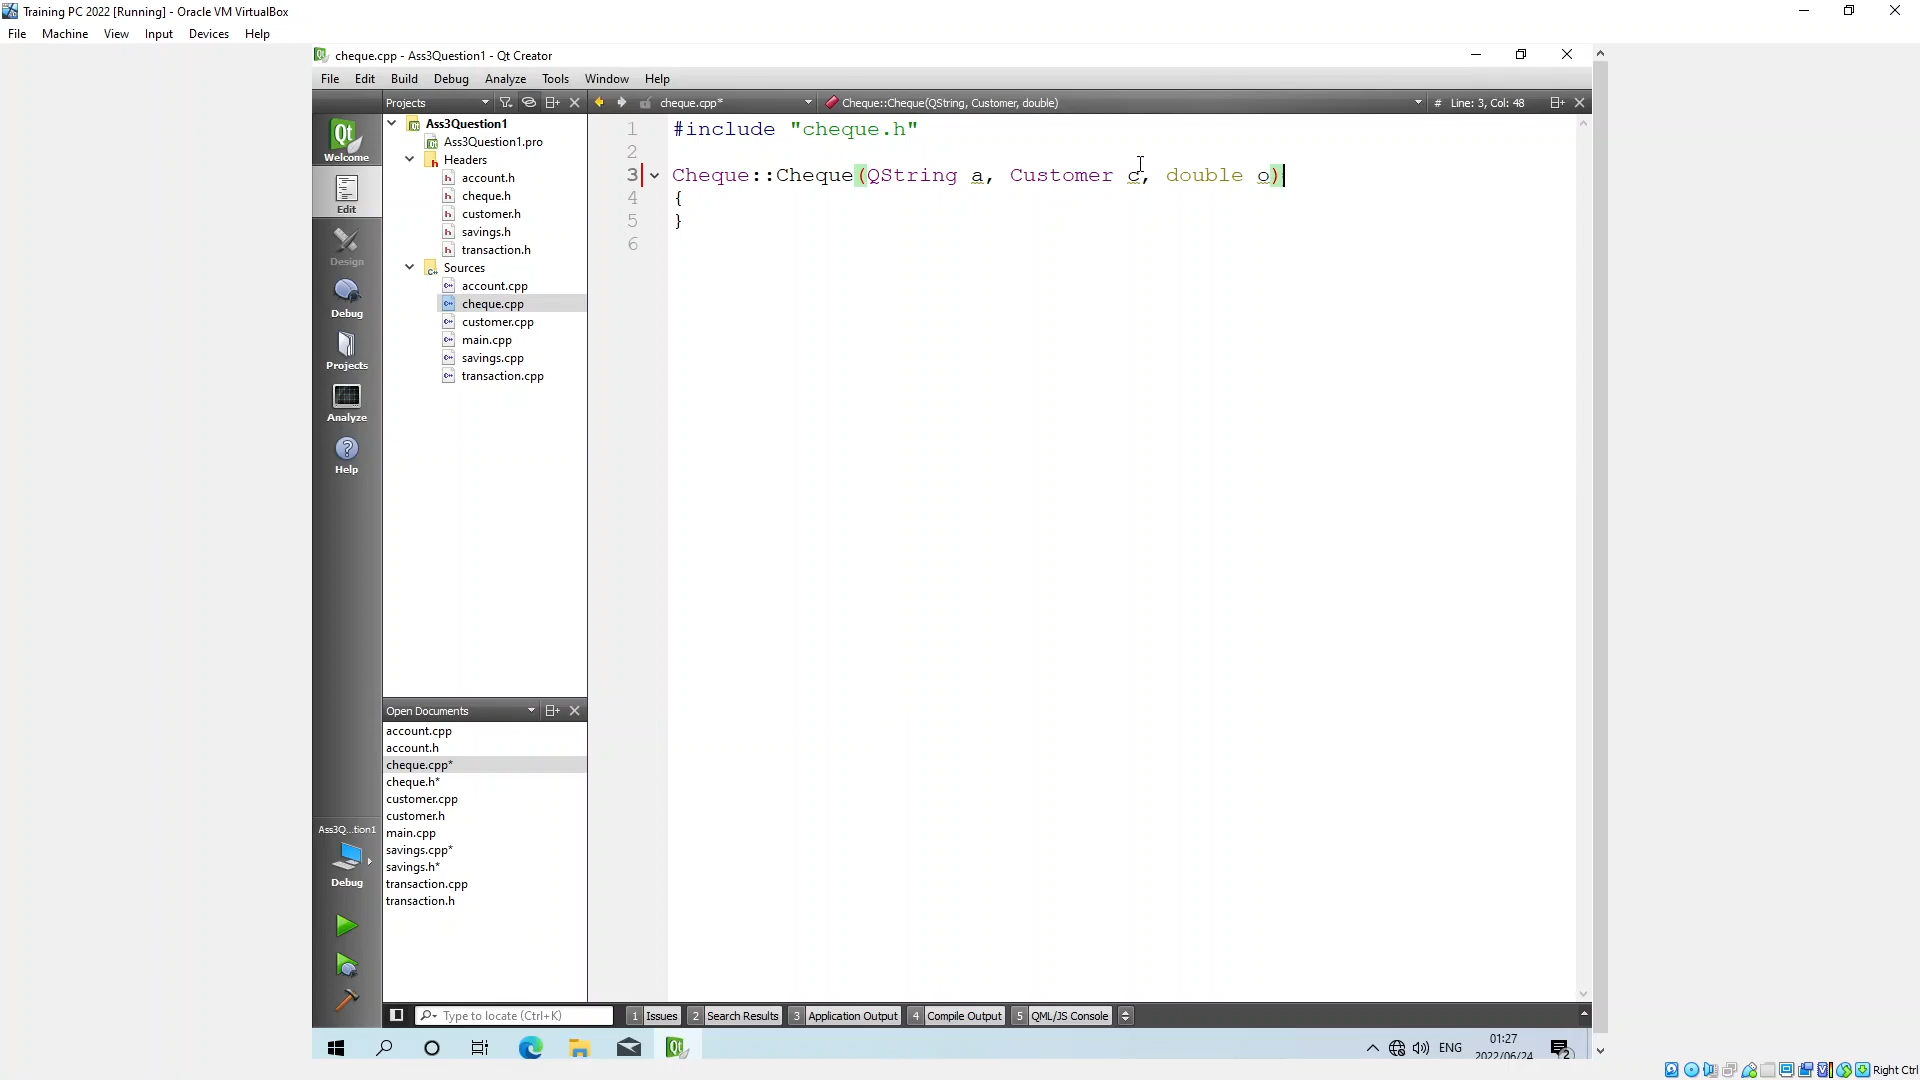 Training PC 2022 [Running] - Oracle VM VirtualBox
File Machine View Input Devices Help
cheque.cpp - Ass3Question1 - Qt Creator
File Edit Build Debug Analyze Tools Window Help
Projects
cheque.cpp*
Cheque::Cheque(QString, Customer, double)
# Line: 3, Col: 48
Welcome
Edit
Design
Debug
Projects
Analyze
Help
Ass3Question1
Ass3Question1.pro
Headers
account.h
cheque.h
customer.h
savings.h
transaction.h
Sources
account.cpp
cheque.cpp
customer.cpp
main.cpp
savings.cpp
transaction.cpp
1 #include "cheque.h"
2
3 Cheque::Cheque(QString a, Customer c, double o)
4 {
5 }
6
Open Documents
account.cpp
account.h
cheque.cpp*
cheque.h*
customer.cpp
customer.h
main.cpp
savings.cpp*
savings.h*
transaction.cpp
transaction.h
Ass3Q...tion1
Debug
Type to locate (Ctrl+K)
1 Issues 2 Search Results 3 Application Output 4 Compile Output 5 QML/JS Console
ENG
01:27
2022/06/24
2
Right Ctrl